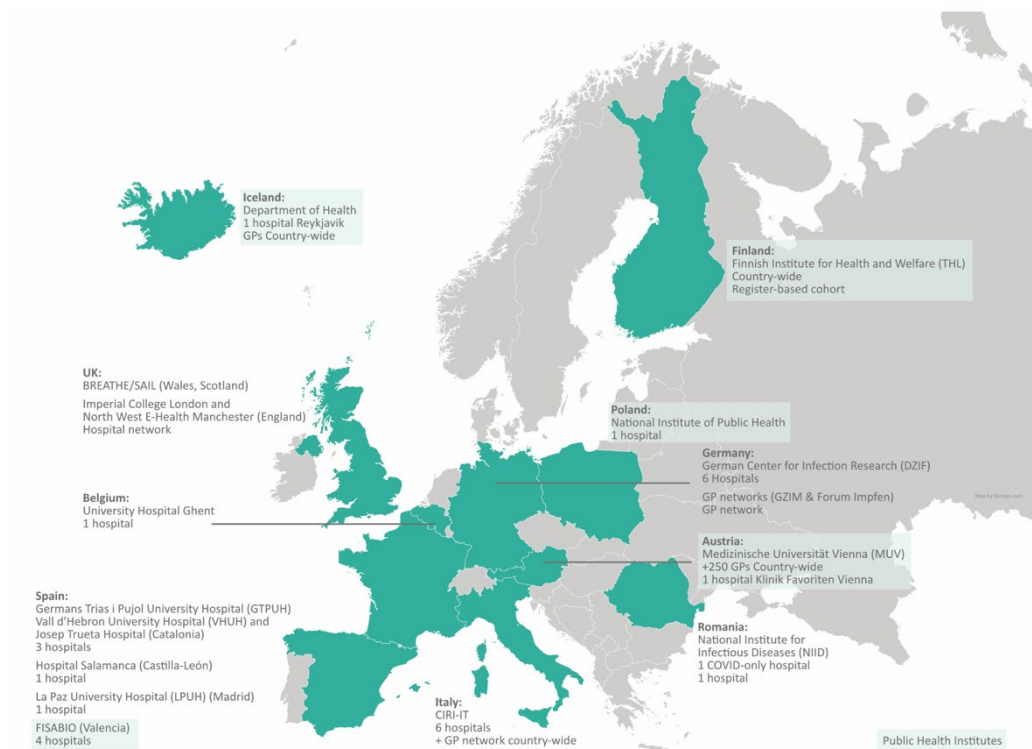 Iceland:
Department of Health
1 hospital Reykjavik
GPs Country-wide
Finland:
Finnish Institute for Health and Welfare (THL)
Country-wide
Register-based cohort
UK:
BREATHE/SAIL (Wales, Scotland)
Imperial College London and
North West E-Health Manchester (England)
Hospital network
Poland:
National Institute of Public Health
1 hospital
Germany:
German Center for Infection Research (DZIF)
6 Hospitals
GP networks (GZIM & Forum Impfen)
GP network
Belgium:
University Hospital Ghent
1 hospital
Austria:
Medizinische Universität Vienna (MUV)
+250 GPs Country-wide
1 hospital Klinik Favoriten Vienna
Spain:
Germans Trias i Pujol University Hospital (GTPUH)
Vall d'Hebron University Hospital (VHUH) and
Josep Trueta Hospital (Catalonia)
3 hospitals
Hospital Salamanca (Castilla-León)
1 hospital
La Paz University Hospital (LPUH) (Madríd)
1 hospital
FISABIO (Valencia)
4 hospitals
Romania:
National Institute for
Infectious Diseases (NIID)
1 COVID-only hospital
1 hospital
Italy:
CIRI-IT
6 hospitals
+ GP network country-wide
Public Health Institutes